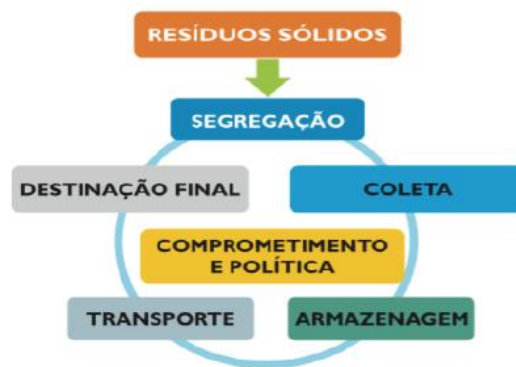 RESÍDUOS SÓLIDOS
SEGREGAÇÃO
DESTINAÇÃO FINAL
COLETA
COMPROMETIMENTO
E POLÍTICA
TRANSPORTE
ARMAZENAGEM